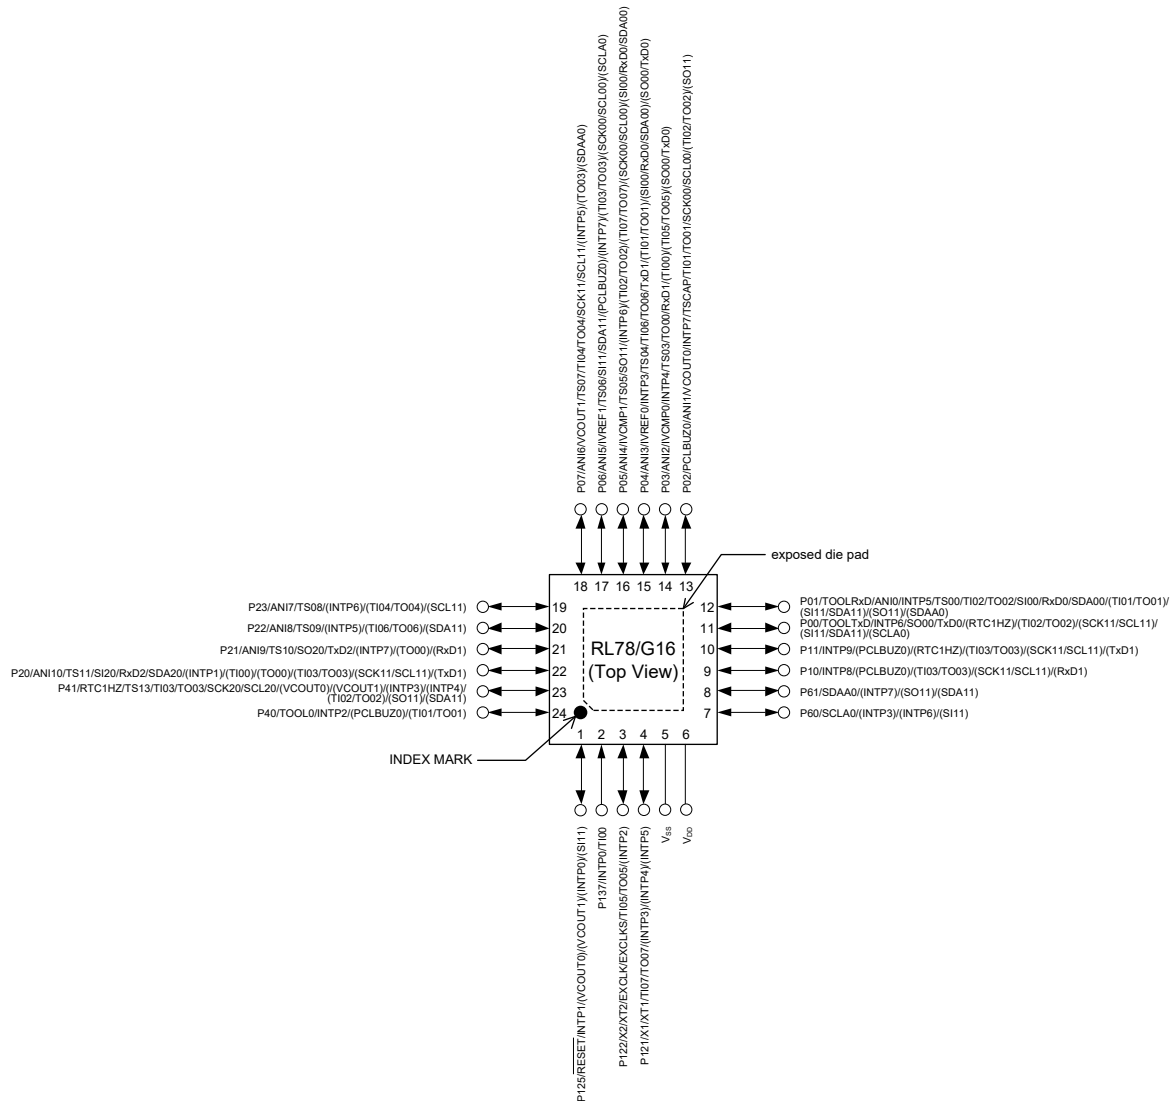 P07/ANI6/VCOUT1/TS07/TI04/TO04/SCK11/SCL11/(INTP5)/(TO03)/(SDAA0)
P06/ANI5/IVREF1/TS06/SI11/SDA11/(PCLBUZ0)/(INTP7)/(TI03/TO03)/(SCK00/SCL00)/(SCLA0)
P05/ANI4/IVCMP1/TS05/SO11/(INTP6)/(TI02/TO02)/(TI07/TO07)/(SCK00/SCL00)/(SI00/RxD0/SDA00)
P04/ANI3/IVREF0/INTP3/TS04/TI06/TO06/TxD1/(TI01/TO01)/(SI00/RxD0/SDA00)/(SO00/TxD0)
P03/ANI2/IVCMP0/INTP4/TS03/TO00/RxD1/(TI00)/(TI05/TO05)/(SO00/TxD0)
P02/PCLBUZ0/ANI1/VCOUT0/INTP7/TSCAP/TI01/TO01/SCK00/SCL00/(TI02/TO02)/(SO11)
exposed die pad
18 17 16 15 14 13
P23/ANI7/TS08/(INTP6)/(TI04/TO04)/(SCL11) 19
P22/ANI8/TS09/(INTP5)/(TI06/TO06)/(SDA11) 20
P21/ANI9/TS10/SO20/TxD2/(INTP7)/(TO00)/(RxD1) 21
P20/ANI10/TS11/SI20/RxD2/SDA20/(INTP1)/(TI00)/(TO00)/(TI03/TO03)/(SCK11/SCL11)/(TxD1) 22
P41/RTC1HZ/TS13/TI03/TO03/SCK20/SCL20/(VCOUT0)/(VCOUT1)/(INTP3)/(INTP4)/
(TI02/TO02)/(SO11)/(SDA11) 23
P40/TOOL0/INTP2/(PCLBUZ0)/(TI01/TO01) 24
RL78/G16
(Top View)
12 P01/TOOLRxD/ANI0/INTP5/TS00/TI02/TO02/SI00/RxD0/SDA00/(TI01/TO01)/
(SI11/SDA11)/(SO11)/(SDAA0)
11 P00/TOOLTxD/INTP6/SO00/TxD0/(RTC1HZ)/(TI02/TO02)/(SCK11/SCL11)/
(SI11/SDA11)/(SCLA0)
10 P11/INTP9/(PCLBUZ0)/(RTC1HZ)/(TI03/TO03)/(SCK11/SCL11)/(TxD1)
9 P10/INTP8/(PCLBUZ0)/(TI03/TO03)/(SCK11/SCL11)/(RxD1)
8 P61/SDAA0/(INTP7)/(SO11)/(SDA11)
7 P60/SCLA0/(INTP3)/(INTP6)/(SI11)
1 2 3 4 5 6
INDEX MARK
P125/RESET/INTP1/(VCOUT0)/(VCOUT1)/(INTP0)/(SI11)
P137/INTP0/TI00
P122/X2/XT2/EXCLK/EXCLKS/TI05/TO05/(INTP2)
P121/X1/XT1/TI07/TO07/(INTP3)/(INTP4)/(INTP5)
VSS
VDD